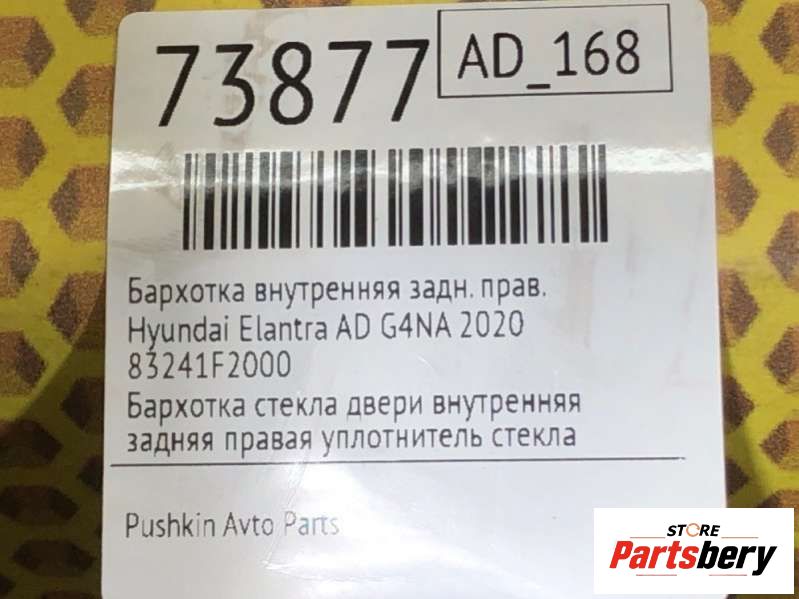 73877
AD_168
Бархотка внутренняя задн. прав.
Hyundai Elantra AD G4NA 2020
83241F2000
Бархотка стекла двери внутренняя
задняя правая уплотнитель стекла
Pushkin Avto Parts
STORE
Partsbery